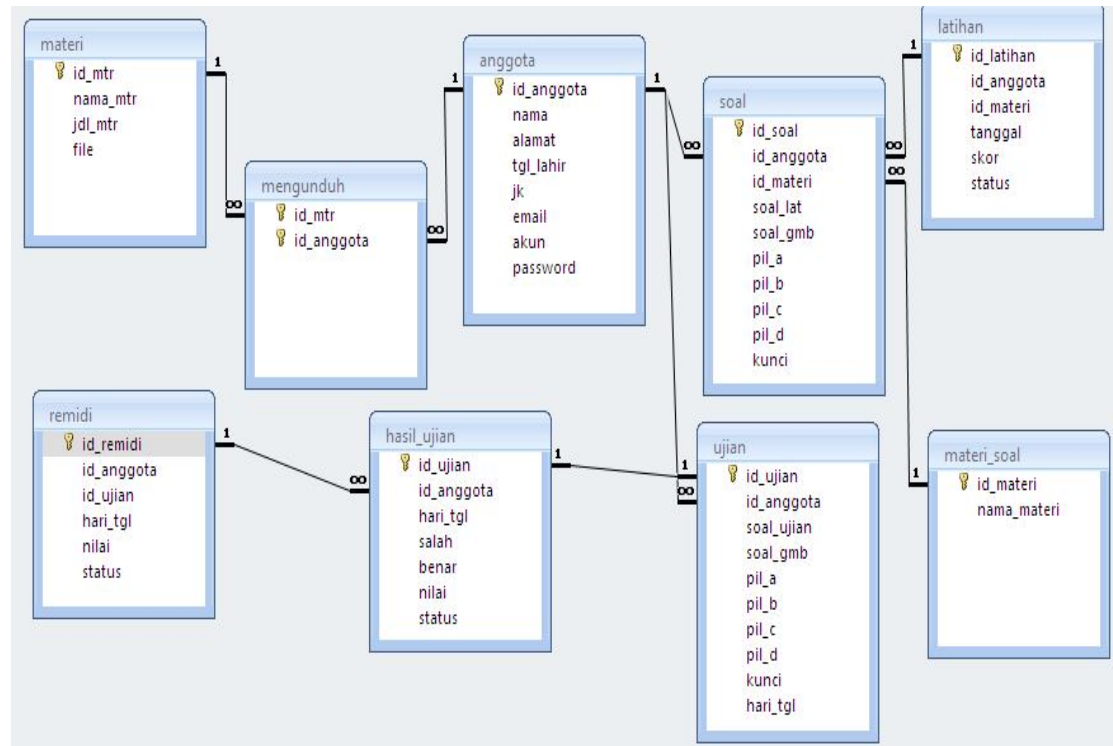 materi
id_mtr
nama_mtr
jdl_mtr
file
mengunduh
id_mtr
id_anggota
anggota
id_anggota
nama
alamat
tgl_lahir
jk
email
akun
password
soal
id_soal
id_anggota
id_materi
soal_lat
soal_gmb
pil_a
pil_b
pil_c
pil_d
kunci
latihan
id_latihan
id_anggota
id_materi
tanggal
skor
status
remidi
id_remidi
id_anggota
id_ujian
hari_tgl
nilai
status
hasil_ujian
id_ujian
id_anggota
hari_tgl
salah
benar
nilai
status
ujian
id_ujian
id_anggota
soal_ujian
soal_gmb
pil_a
pil_b
pil_c
pil_d
kunci
hari_tgl
materi_soal
id_materi
nama_materi
1
∞
1
∞
1
∞
1
∞
∞
1
1
∞
1
1
∞